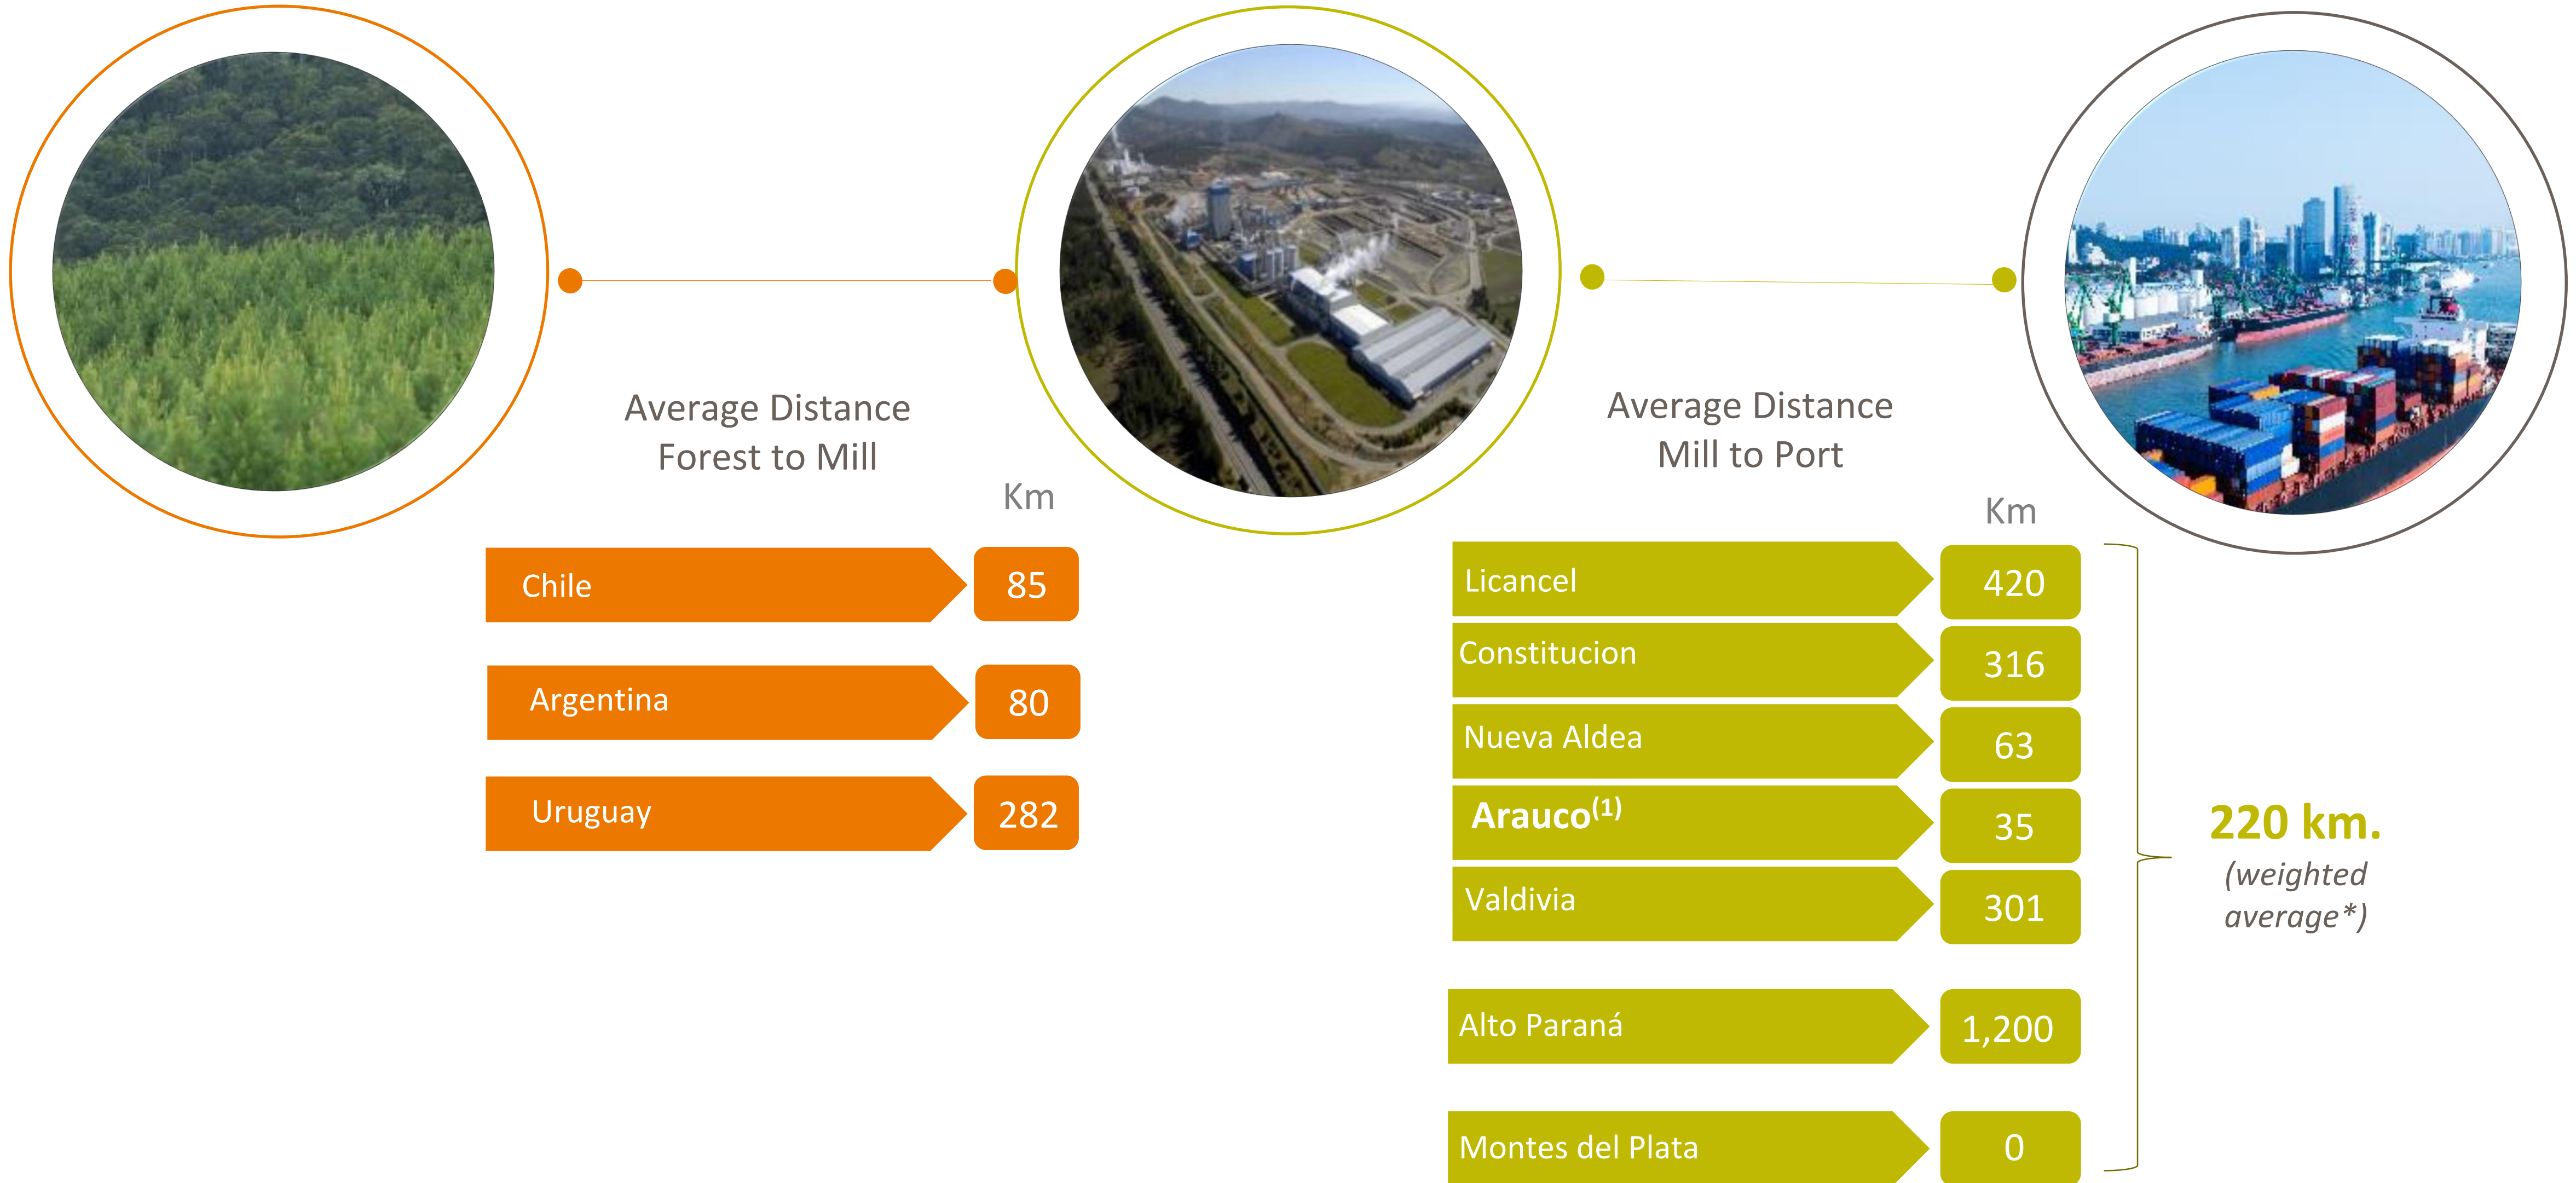 Average Distance
Forest to Mill
Km
Chile 85
Argentina 80
Uruguay 282
Average Distance
Mill to Port
Km
Licancel 420
Constitucion 316
Nueva Aldea 63
Arauco(1) 35
Valdivia 301
Alto Paraná 1,200
Montes del Plata 0
220 km.
(weighted
average*)